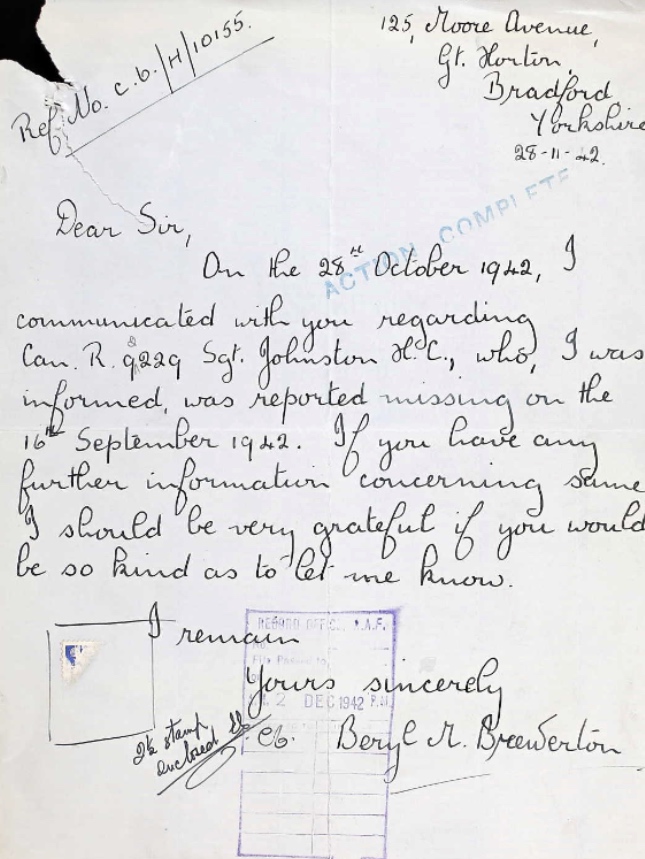 Ref No. C.b./H/10155.
125, Moore Avenue,
Gt. Horton,
Bradford
Yorkshire
28-11-42.
ACTION COMPLETE
Dear Sir,
On the 28th October 1942, I
communicated with you regarding
Can. R. 9229 Sgt. Johnston H.C., who, I was
informed, was reported missing on the
16th September 1942. If you have any
further information concerning same
I should be very grateful if you would
be so kind as to let me know.
I remain
RECORD OFFICE, R.A.F.
No.
Yours sincerely
2 DEC 1942 P.M.
Beryl M. Brewerton
2½ stamp
enclosed